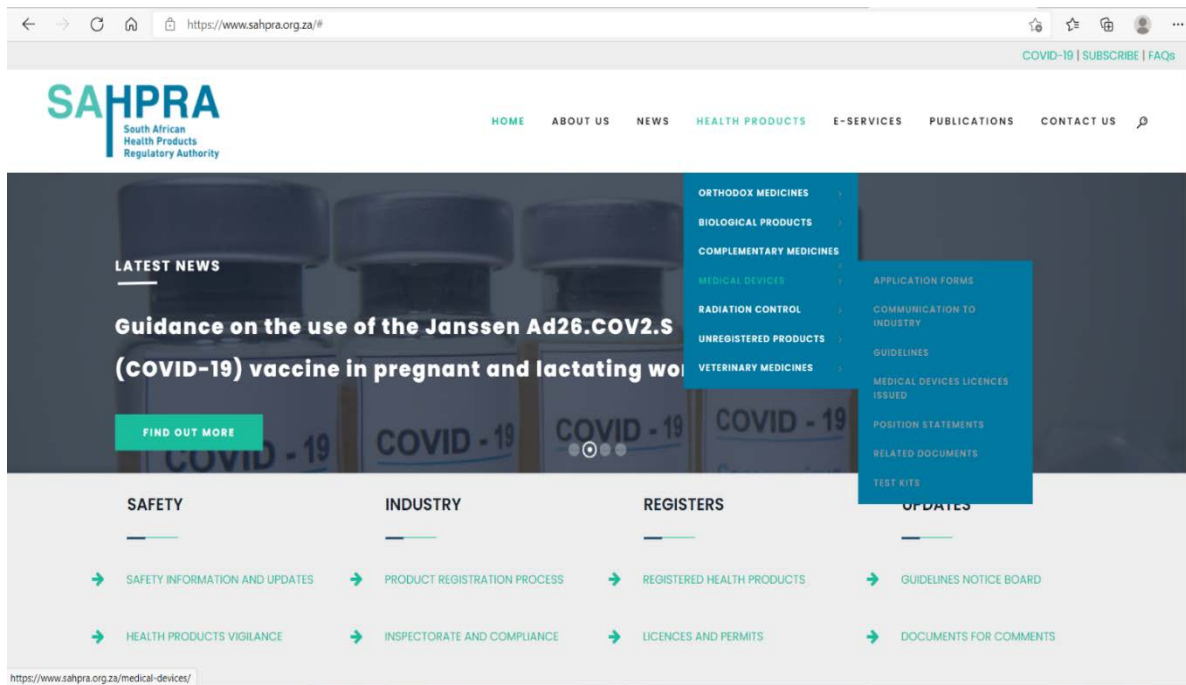 https://www.sahpra.org.za/#
COVID-19 | SUBSCRIBE | FAQs
SAHPRA
South African
Health Products
Regulatory Authority
HOME ABOUT US NEWS HEALTH PRODUCTS E-SERVICES PUBLICATIONS CONTACT US
ORTHODOX MEDICINES
BIOLOGICAL PRODUCTS
COMPLEMENTARY MEDICINES
MEDICAL DEVICES
RADIATION CONTROL
UNREGISTERED PRODUCTS
VETERINARY MEDICINES
APPLICATION FORMS
COMMUNICATION TO
INDUSTRY
GUIDELINES
MEDICAL DEVICES LICENCES
ISSUED
POSITION STATEMENTS
RELATED DOCUMENTS
TEST KITS
LATEST NEWS
Guidance on the use of the Janssen Ad26.COV2.S
(COVID-19) vaccine in pregnant and lactating wo
FIND OUT MORE
COVID - 19
COVID - 19
COVID - 19
COVID - 19
SAFETY INDUSTRY REGISTERS UPDATES
SAFETY INFORMATION AND UPDATES PRODUCT REGISTRATION PROCESS REGISTERED HEALTH PRODUCTS GUIDELINES NOTICE BOARD
HEALTH PRODUCTS VIGILANCE INSPECTORATE AND COMPLIANCE LICENCES AND PERMITS DOCUMENTS FOR COMMENTS
https://www.sahpra.org.za/medical-devices/